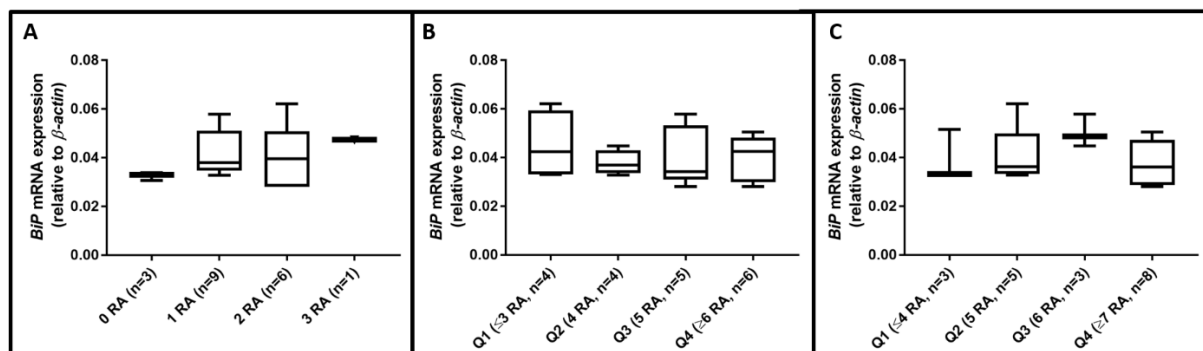 A
BiP mRNA expression
(relative to β-actin)
0.08
0.06
0.04
0.02
0.00
0 RA (n=3)
1 RA (n=9)
2 RA (n=6)
3 RA (n=1)
B
BiP mRNA expression
(relative to β-actin)
0.08
0.06
0.04
0.02
0.00
Q1 (≤3 RA, n=4)
Q2 (4 RA, n=4)
Q3 (5 RA, n=5)
Q4 (≥6 RA, n=6)
C
BiP mRNA expression
(relative to β-actin)
0.08
0.06
0.04
0.02
0.00
Q1 (≤4 RA, n=3)
Q2 (5 RA, n=5)
Q3 (6 RA, n=3)
Q4 (≥7 RA, n=8)